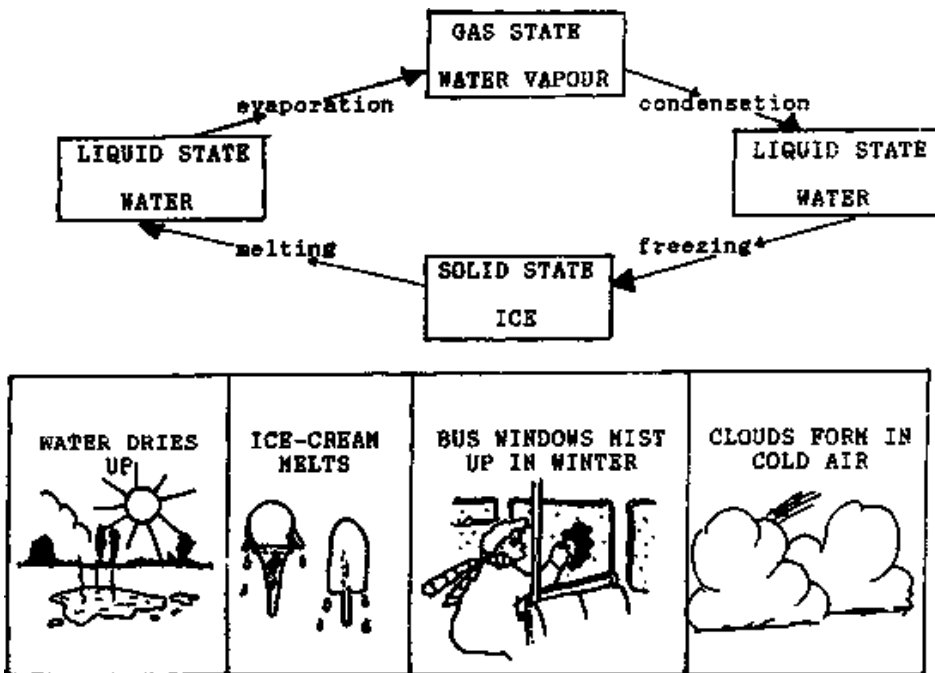 GAS STATE
WATER VAPOUR
evaporation
condensation
LIQUID STATE
WATER
LIQUID STATE
WATER
melting
freezing
SOLID STATE
ICE
WATER DRIES
UP
ICE-CREAM
MELTS
BUS WINDOWS MIST
UP IN WINTER
CLOUDS FORM IN
COLD AIR